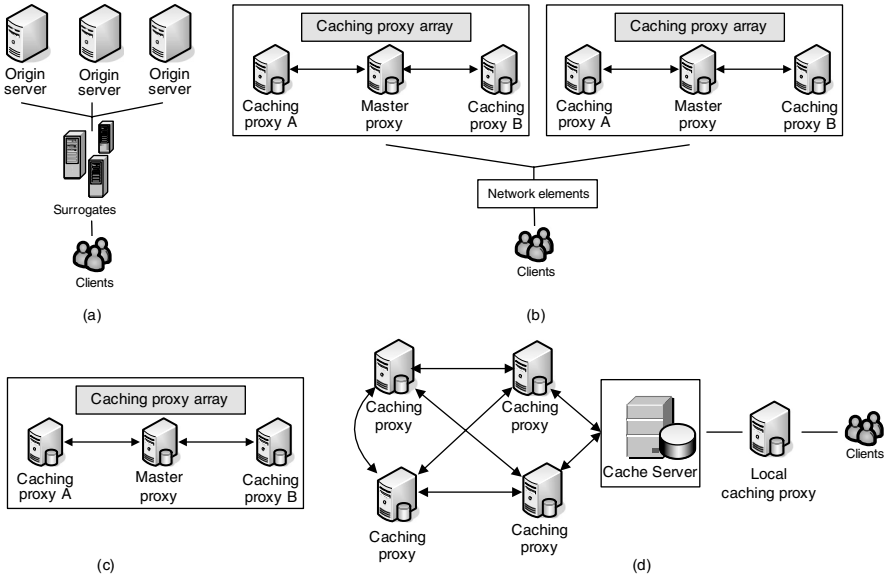 Origin
server
Origin
server
Origin
server
Surrogates
Clients
(a)
Caching proxy array
Caching
proxy A
Master
proxy
Caching
proxy B
Caching proxy array
Caching
proxy A
Master
proxy
Caching
proxy B
Network elements
Clients
(b)
Caching proxy array
Caching
proxy A
Master
proxy
Caching
proxy B
(c)
Caching
proxy
Caching
proxy
Caching
proxy
Caching
proxy
Cache Server
Local
caching proxy
Clients
(d)